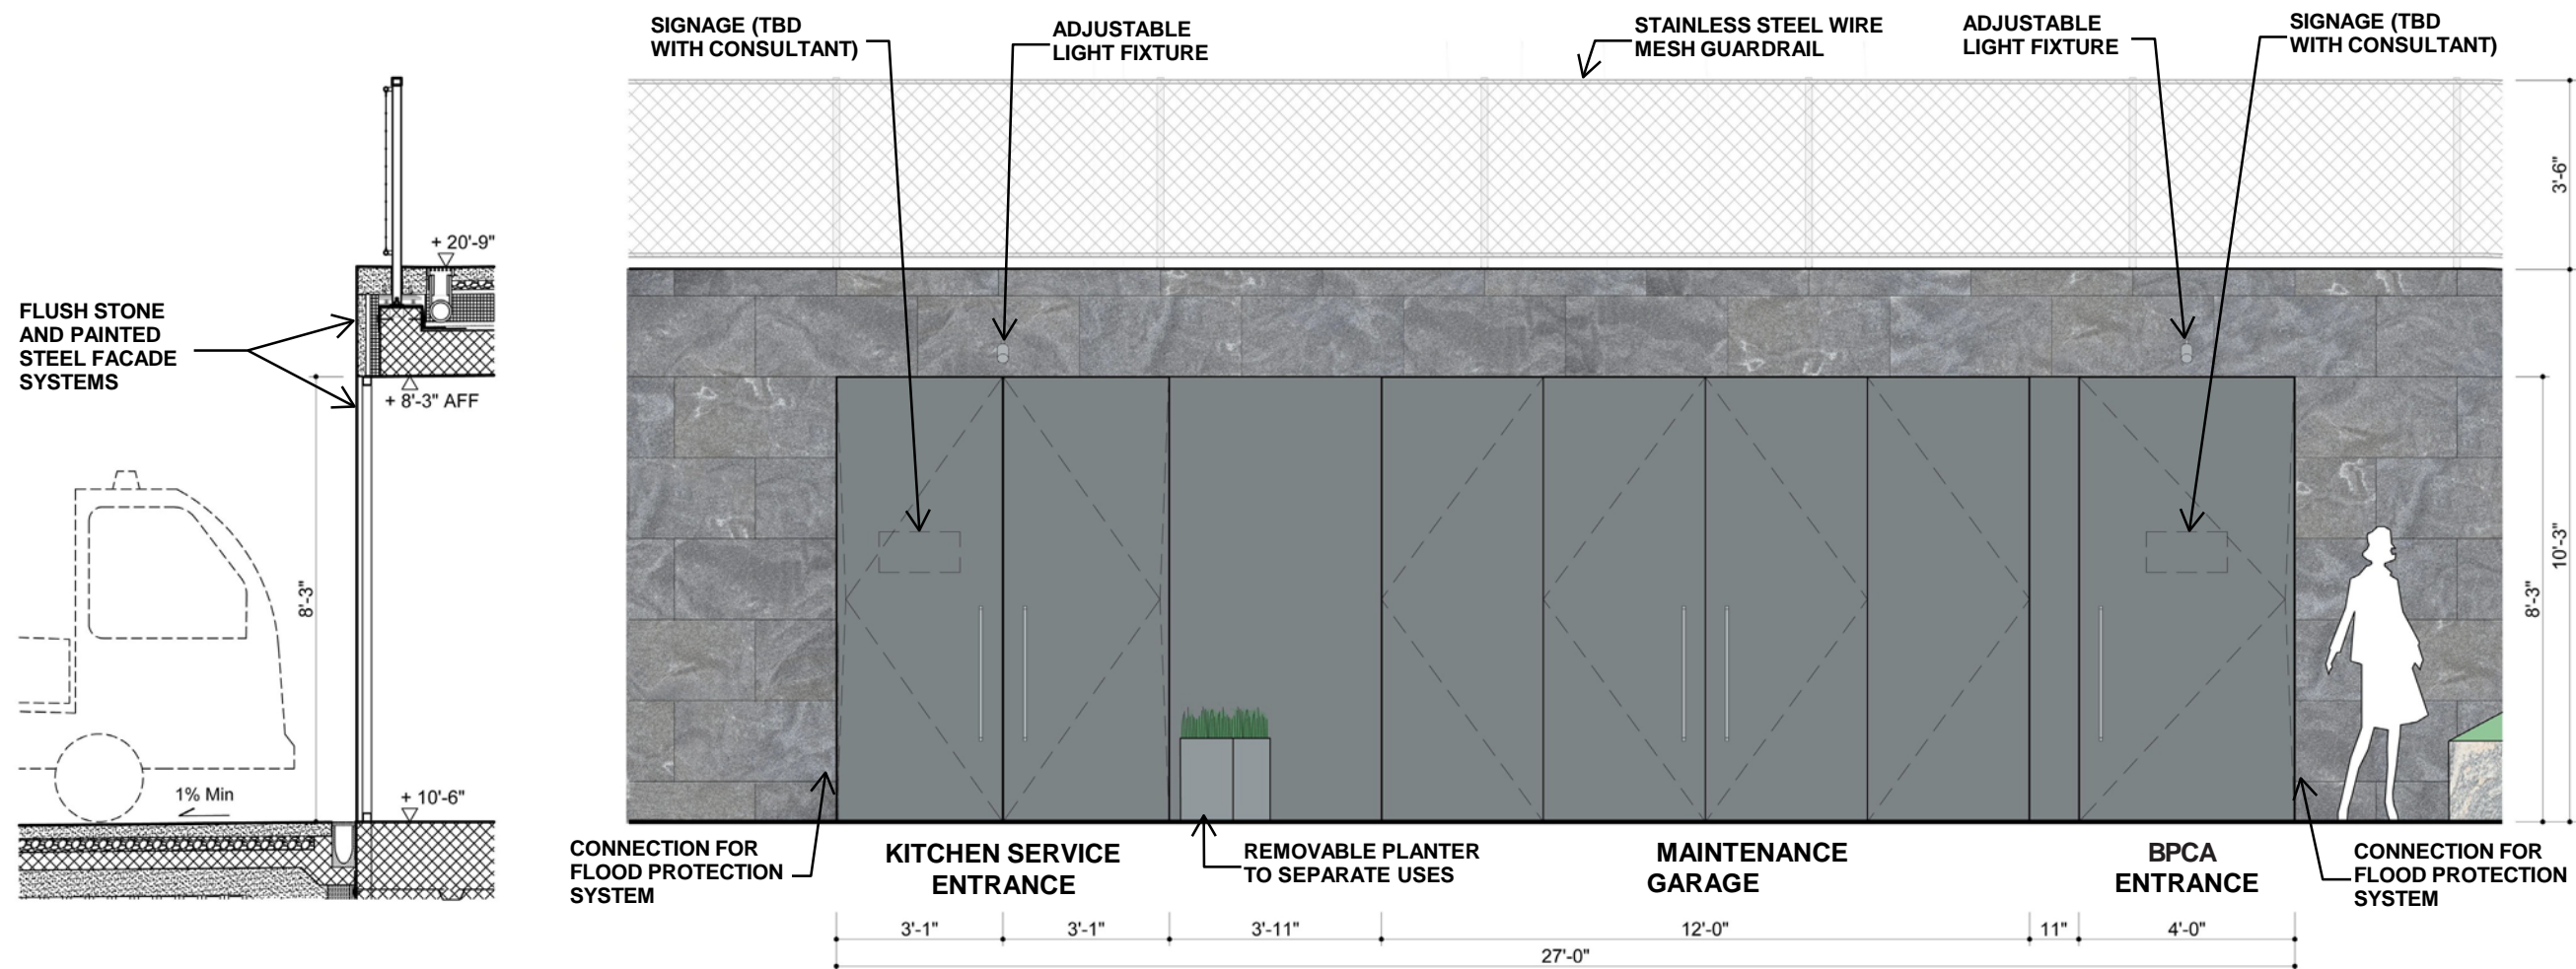 SIGNAGE (TBD
WITH CONSULTANT)
ADJUSTABLE
LIGHT FIXTURE
STAINLESS STEEL WIRE
MESH GUARDRAIL
ADJUSTABLE
LIGHT FIXTURE
SIGNAGE (TBD
WITH CONSULTANT)
3'-6"
+ 20'-9"
FLUSH STONE
AND PAINTED
STEEL FACADE
SYSTEMS
+ 8'-3" AFF
8'-3"
10'-3"
8'-3"
1% Min
+ 10'-6"
CONNECTION FOR
FLOOD PROTECTION
SYSTEM
KITCHEN SERVICE
ENTRANCE
REMOVABLE PLANTER
TO SEPARATE USES
MAINTENANCE
GARAGE
BPCA
ENTRANCE
CONNECTION FOR
FLOOD PROTECTION
SYSTEM
3'-1"
3'-1"
3'-11"
12'-0"
11"
4'-0"
27'-0"